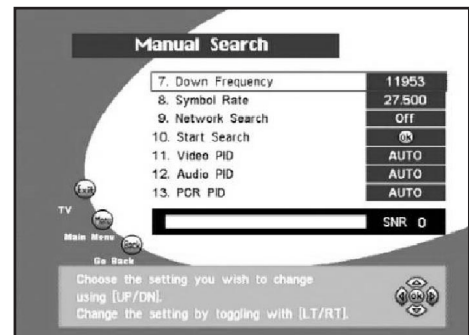 Manual Search
7. Down Frequency 11953
8. Symbol Rate 27.500
9. Network Search Off
10. Start Search OK
11. Video PID AUTO
12. Audio PID AUTO
13. PCR PID AUTO
SNR 0
Exit
TV
Menu
Main Menu
Back
Go Back
Choose the setting you wish to change
using [UP/DN].
Change the setting by toggling with [LT/RT].
OK